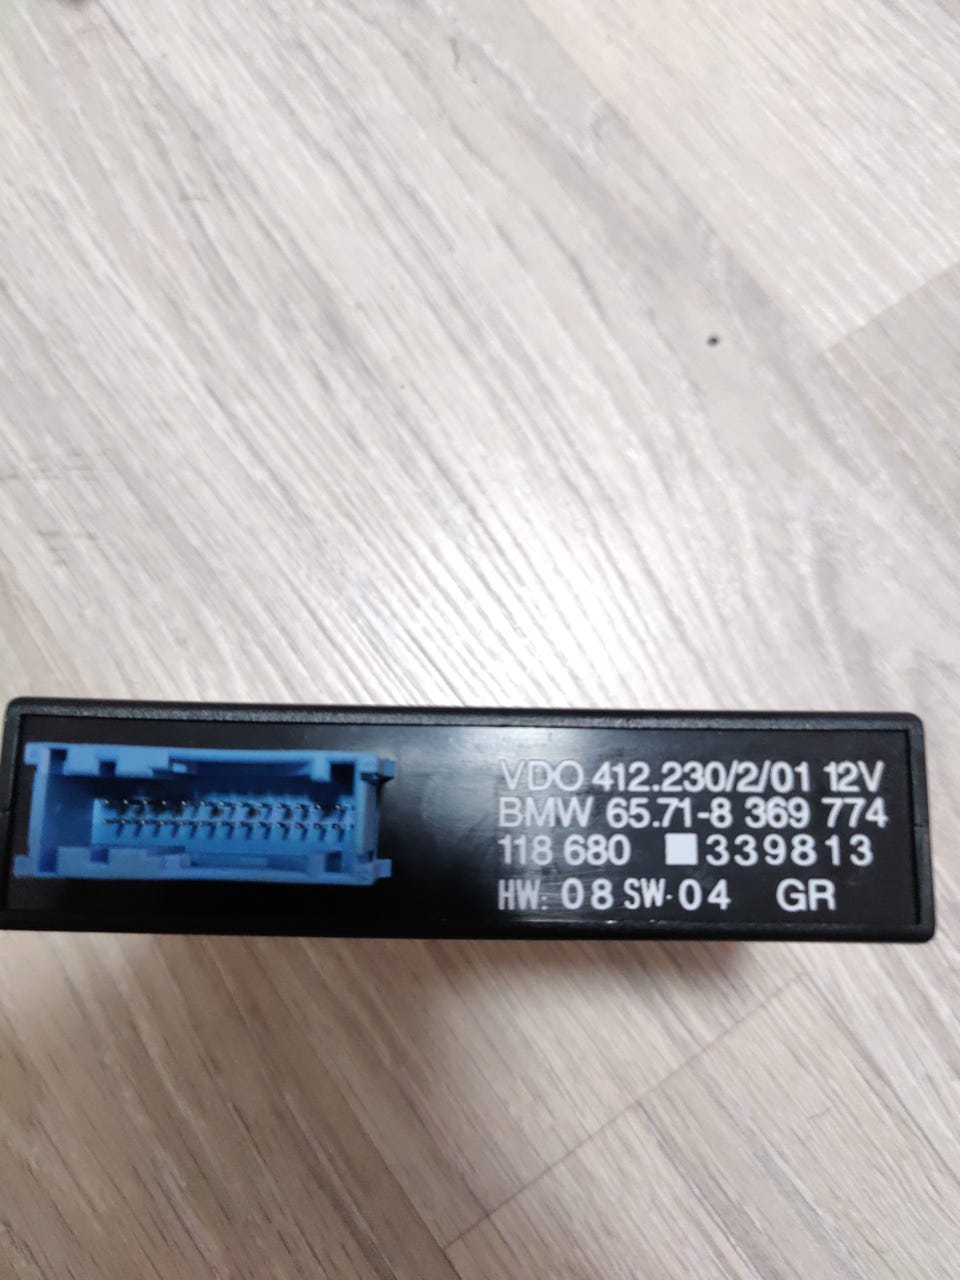 VDO 412.230/2/01 12V
BMW 65.71-8 369 774
118 680 339813
HW: 08 SW. 04 GR